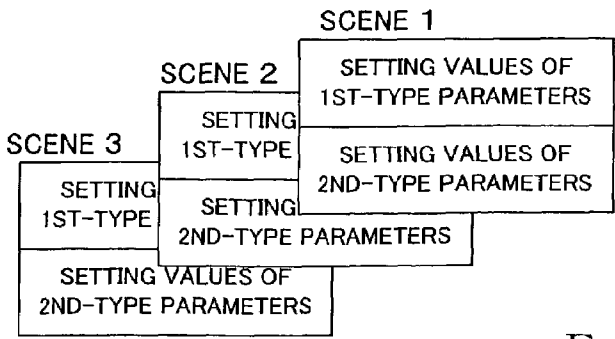 SCENE 1
SETTING VALUES OF
1ST-TYPE PARAMETERS
SETTING VALUES OF
2ND-TYPE PARAMETERS
SCENE 2
SETTING
1ST-TYPE
SETTING
2ND-TYPE PARAMETERS
SCENE 3
SETTING
1ST-TYPE
SETTING VALUES OF
2ND-TYPE PARAMETERS